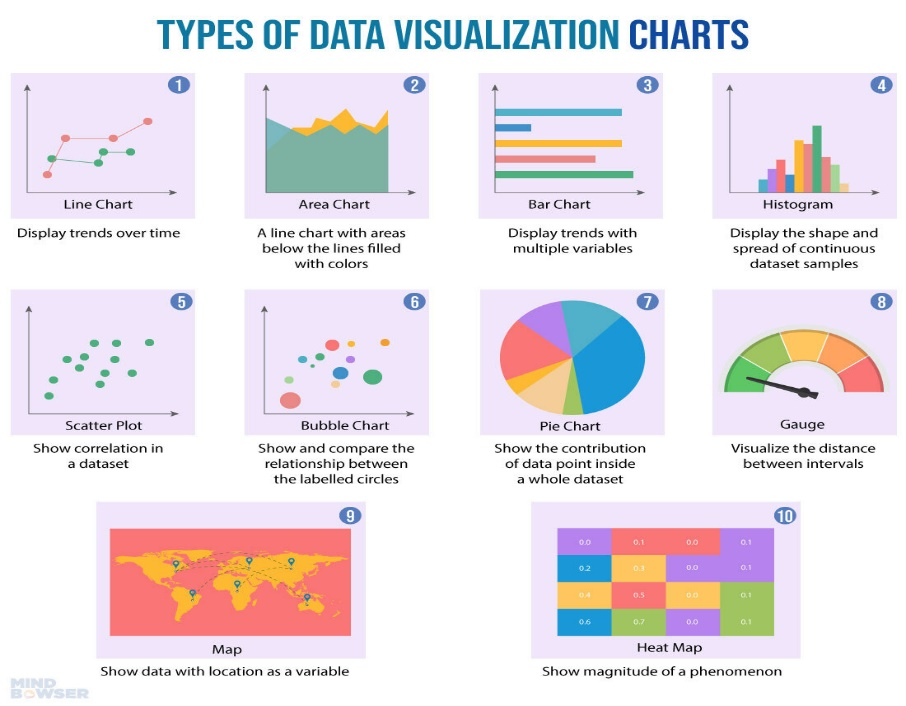 TYPES OF DATA VISUALIZATION CHARTS
1
Line Chart
Display trends over time
2
Area Chart
A line chart with areas
below the lines filled
with colors
3
Bar Chart
Display trends with
multiple variables
4
Histogram
Display the shape and
spread of continuous
dataset samples
5
Scatter Plot
Show correlation in
a dataset
6
Bubble Chart
Show and compare the
relationship between
the labelled circles
7
Pie Chart
Show the contribution
of data point inside
a whole dataset
8
Gauge
Visualize the distance
between intervals
9
Map
Show data with location as a variable
10
0.0 0.1 0.0 0.1
0.2 0.3 0.0 0.1
0.4 0.5 0.0 0.1
0.6 0.7 0.0 0.1
Heat Map
Show magnitude of a phenomenon
MIND
BOWSER